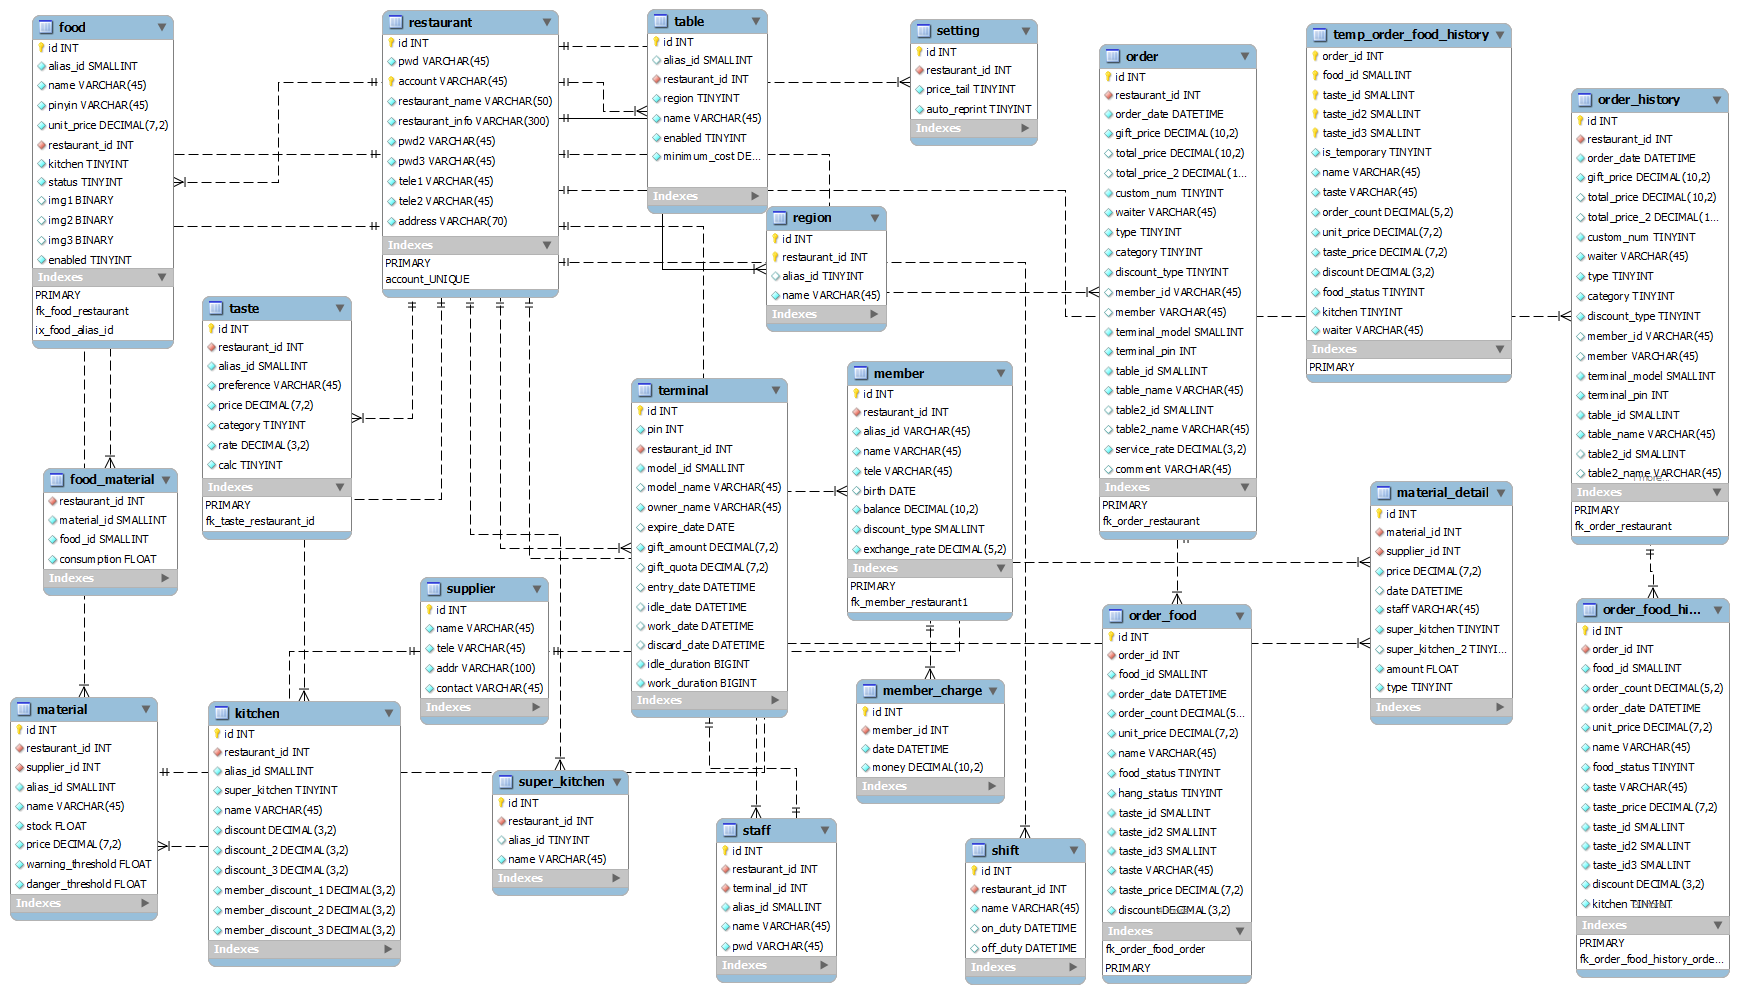 food
id INT
alias_id SMALLINT
name VARCHAR(45)
pinyin VARCHAR(45)
unit_price DECIMAL(7,2)
restaurant_id INT
kitchen TINYINT
status TINYINT
img1 BINARY
img2 BINARY
img3 BINARY
enabled TINYINT
Indexes
PRIMARY
fk_food_restaurant
ix_food_alias_id
restaurant
id INT
pwd VARCHAR(45)
account VARCHAR(45)
restaurant_name VARCHAR(50)
restaurant_info VARCHAR(300)
pwd2 VARCHAR(45)
pwd3 VARCHAR(45)
tele1 VARCHAR(45)
tele2 VARCHAR(45)
address VARCHAR(70)
Indexes
PRIMARY
account_UNIQUE
table
id INT
alias_id SMALLINT
restaurant_id INT
region TINYINT
name VARCHAR(45)
enabled TINYINT
minimum_cost DE...
Indexes
setting
id INT
restaurant_id INT
price_tail TINYINT
auto_reprint TINYINT
Indexes
region
id INT
restaurant_id INT
alias_id TINYINT
name VARCHAR(45)
Indexes
order
id INT
restaurant_id INT
order_date DATETIME
gift_price DECIMAL(10,2)
total_price DECIMAL(10,2)
total_price_2 DECIMAL(1...
custom_num TINYINT
waiter VARCHAR(45)
type TINYINT
category TINYINT
discount_type TINYINT
member_id VARCHAR(45)
member VARCHAR(45)
terminal_model SMALLINT
terminal_pin INT
table_id SMALLINT
table_name VARCHAR(45)
table2_id SMALLINT
table2_name VARCHAR(45)
service_rate DECIMAL(3,2)
comment VARCHAR(45)
Indexes
PRIMARY
fk_order_restaurant
temp_order_food_history
order_id INT
food_id SMALLINT
taste_id SMALLINT
taste_id2 SMALLINT
taste_id3 SMALLINT
is_temporary TINYINT
name VARCHAR(45)
taste VARCHAR(45)
order_count DECIMAL(5,2)
unit_price DECIMAL(7,2)
taste_price DECIMAL(7,2)
discount DECIMAL(3,2)
food_status TINYINT
kitchen TINYINT
waiter VARCHAR(45)
Indexes
PRIMARY
order_history
id INT
restaurant_id INT
order_date DATETIME
gift_price DECIMAL(10,2)
total_price DECIMAL(10,2)
total_price_2 DECIMAL(1...
custom_num TINYINT
waiter VARCHAR(45)
type TINYINT
category TINYINT
discount_type TINYINT
member_id VARCHAR(45)
member VARCHAR(45)
terminal_model SMALLINT
terminal_pin INT
table_id SMALLINT
table_name VARCHAR(45)
table2_id SMALLINT
table2_name VARCHAR(45)
Indexes
PRIMARY
fk_order_restaurant
taste
id INT
restaurant_id INT
alias_id SMALLINT
preference VARCHAR(45)
price DECIMAL(7,2)
category TINYINT
rate DECIMAL(3,2)
calc TINYINT
Indexes
PRIMARY
fk_taste_restaurant_id
terminal
id INT
pin INT
restaurant_id INT
model_id SMALLINT
model_name VARCHAR(45)
owner_name VARCHAR(45)
expire_date DATE
gift_amount DECIMAL(7,2)
gift_quota DECIMAL(7,2)
entry_date DATETIME
idle_date DATETIME
work_date DATETIME
discard_date DATETIME
idle_duration BIGINT
work_duration BIGINT
Indexes
member
id INT
restaurant_id INT
alias_id VARCHAR(45)
name VARCHAR(45)
tele VARCHAR(45)
birth DATE
balance DECIMAL(10,2)
discount_type SMALLINT
exchange_rate DECIMAL(5,2)
Indexes
PRIMARY
fk_member_restaurant1
food_material
restaurant_id INT
material_id SMALLINT
food_id SMALLINT
consumption FLOAT
Indexes
supplier
id INT
name VARCHAR(45)
tele VARCHAR(45)
addr VARCHAR(100)
contact VARCHAR(45)
Indexes
material_detail
id INT
material_id INT
supplier_id INT
price DECIMAL(7,2)
date DATETIME
staff VARCHAR(45)
super_kitchen TINYINT
super_kitchen_2 TINYI...
amount FLOAT
type TINYINT
Indexes
order_food
id INT
order_id INT
food_id SMALLINT
order_date DATETIME
order_count DECIMAL(5...
unit_price DECIMAL(7,2)
name VARCHAR(45)
food_status TINYINT
hang_status TINYINT
taste_id SMALLINT
taste_id2 SMALLINT
taste_id3 SMALLINT
taste VARCHAR(45)
taste_price DECIMAL(7,2)
discount DECIMAL(3,2)
Indexes
fk_order_food_order
PRIMARY
order_food_hi...
id INT
order_id INT
food_id SMALLINT
order_count DECIMAL(5,2)
order_date DATETIME
unit_price DECIMAL(7,2)
name VARCHAR(45)
food_status TINYINT
taste VARCHAR(45)
taste_price DECIMAL(7,2)
taste_id SMALLINT
taste_id2 SMALLINT
taste_id3 SMALLINT
discount DECIMAL(3,2)
kitchen TINYINT
Indexes
PRIMARY
fk_order_food_history_orde...
material
id INT
restaurant_id INT
supplier_id INT
alias_id SMALLINT
name VARCHAR(45)
stock FLOAT
price DECIMAL(7,2)
warning_threshold FLOAT
danger_threshold FLOAT
Indexes
kitchen
id INT
restaurant_id INT
alias_id SMALLINT
super_kitchen TINYINT
name VARCHAR(45)
discount DECIMAL(3,2)
discount_2 DECIMAL(3,2)
discount_3 DECIMAL(3,2)
member_discount_1 DECIMAL(3,2)
member_discount_2 DECIMAL(3,2)
member_discount_3 DECIMAL(3,2)
Indexes
super_kitchen
id INT
restaurant_id INT
alias_id TINYINT
name VARCHAR(45)
Indexes
staff
id INT
restaurant_id INT
terminal_id INT
alias_id SMALLINT
name VARCHAR(45)
pwd VARCHAR(45)
Indexes
member_charge
id INT
member_id INT
date DATETIME
money DECIMAL(10,2)
Indexes
shift
id INT
restaurant_id INT
name VARCHAR(45)
on_duty DATETIME
off_duty DATETIME
Indexes